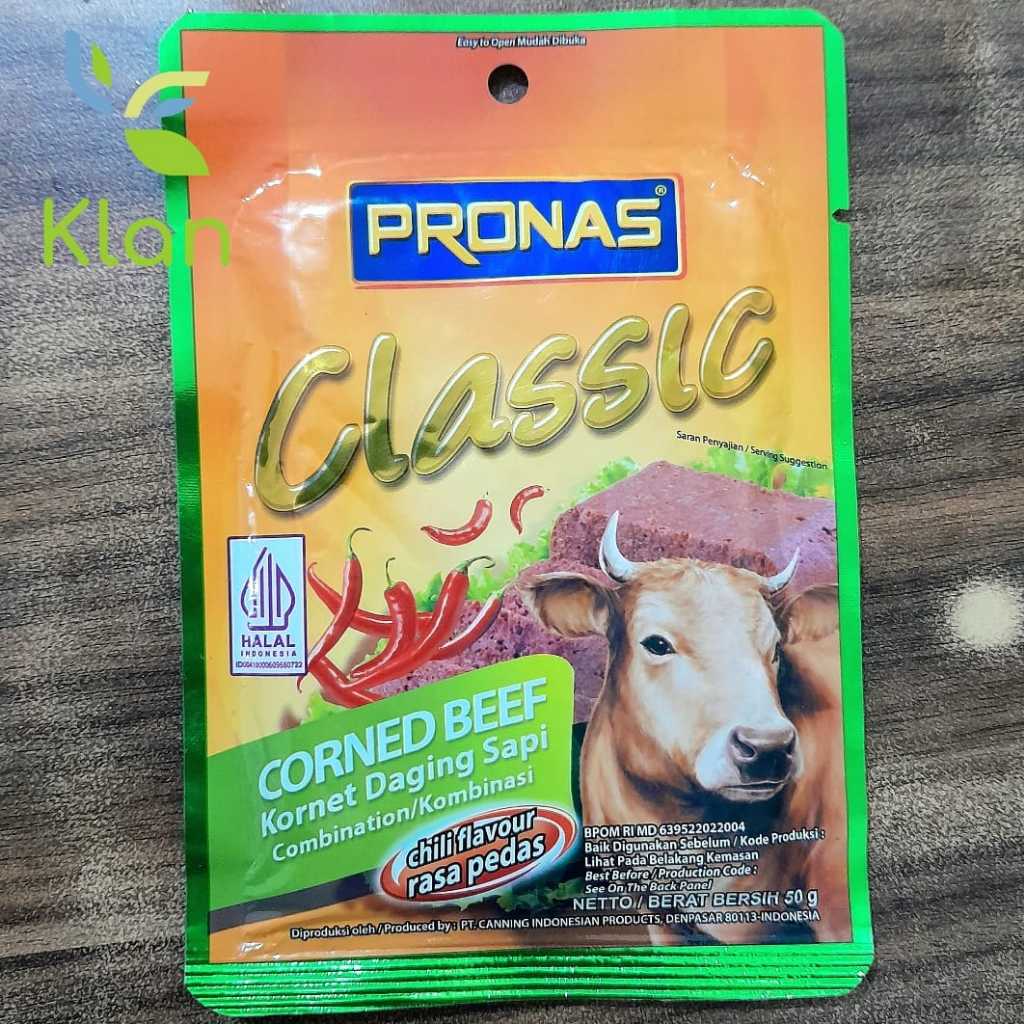 Easy to Open Mudah Dibuka
Klan
PRONAS®
Classic
Saran Penyajian / Serving Suggestion
HALAL
INDONESIA
CORNED BEEF
Kornet Daging Sapi
Combination/Kombinasi
chili flavour
rasa pedas
BPOM RI MD 639522022004
Baik Digunakan Sebelum / Kode Produksi :
Lihat Pada Belakang Kemasan
Best Before / Production Code :
See On The Back Panel
NETTO / BERAT BERSIH 50 g
Diproduksi oleh / Produced by : PT. CANNING INDONESIAN PRODUCTS, DENPASAR 80113-INDONESIA